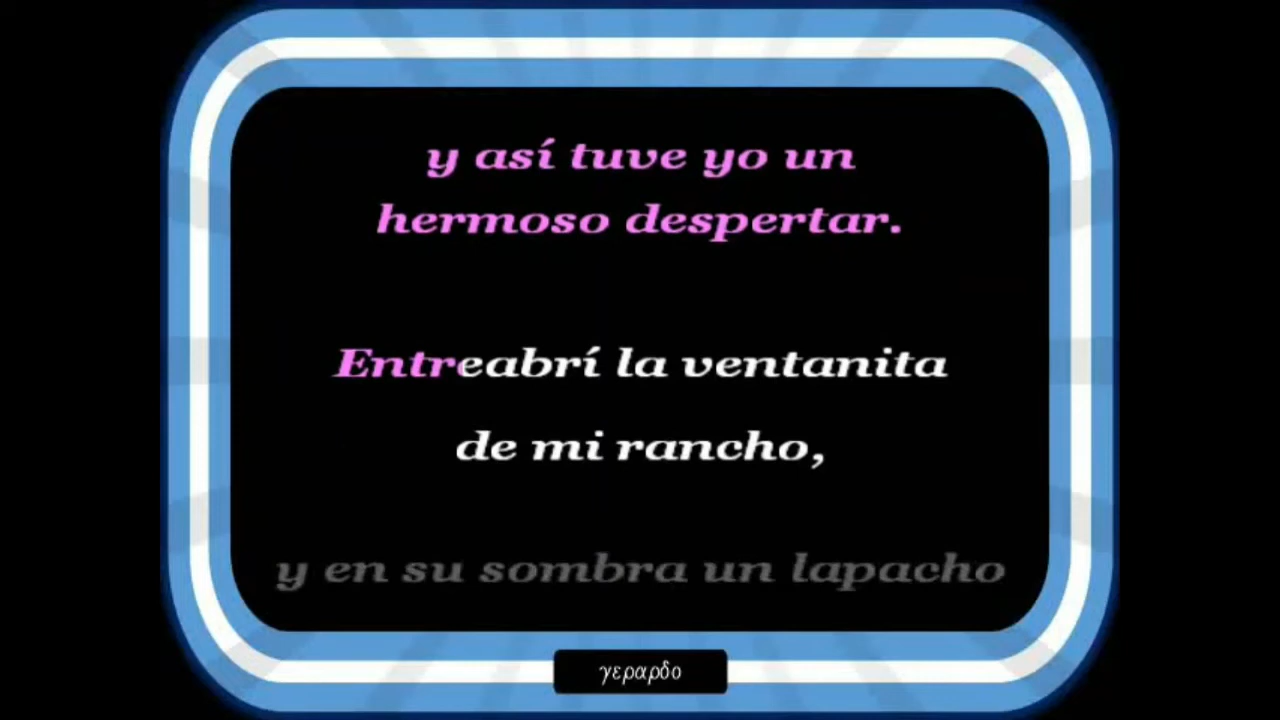 y así tuve yo un
hermoso despertar.
Entreabrí la ventanita
de mi rancho,
y en su sombra un lapacho
γεραρδο